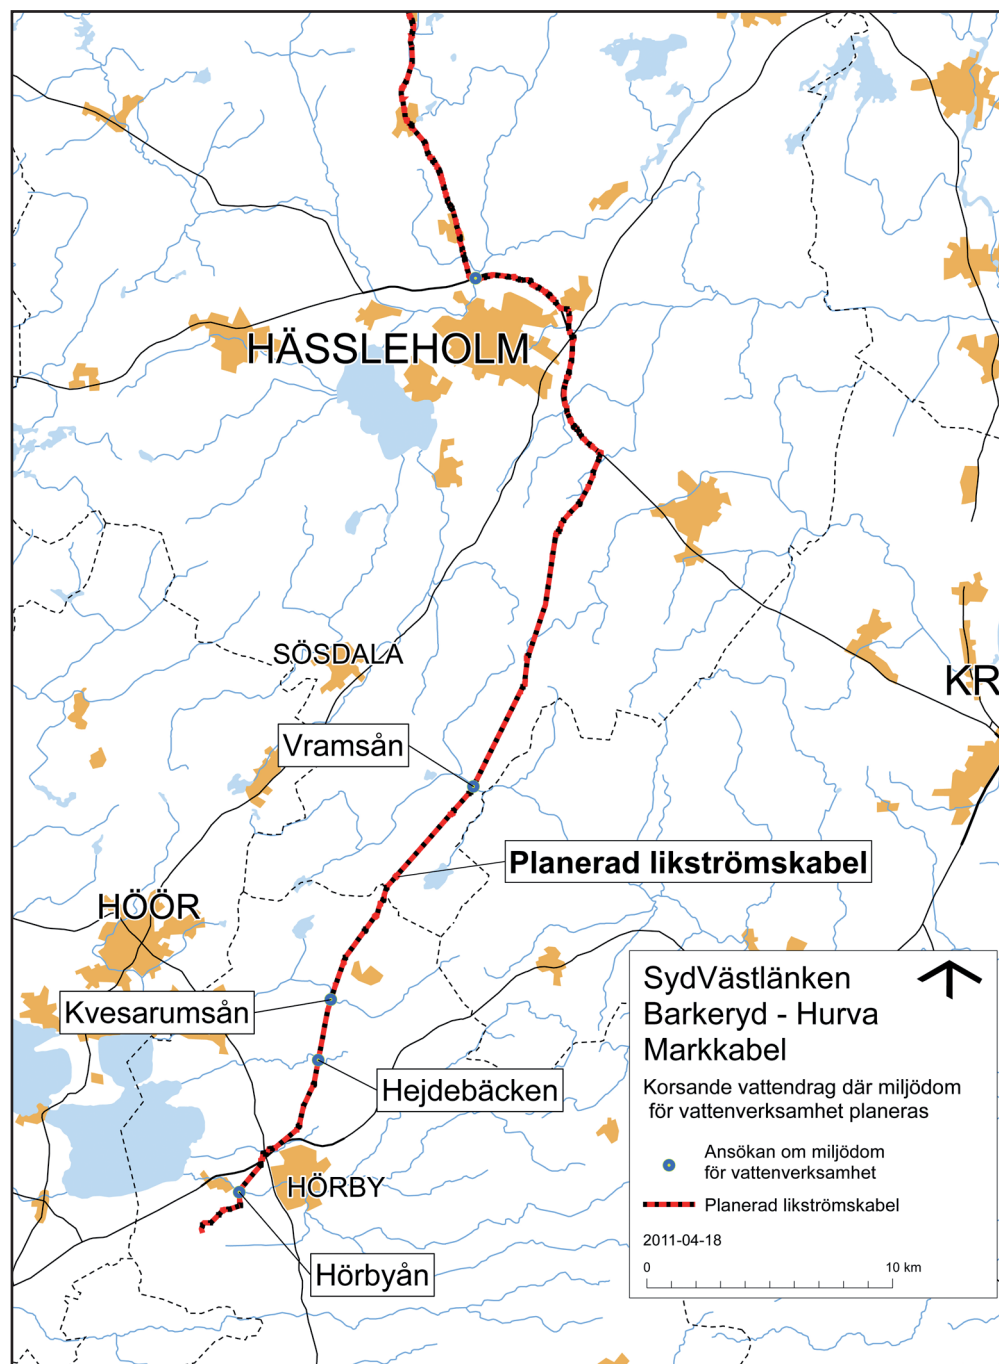 HÄSSLEHOLM
SÖSDALA
KR
Vramsån
Planerad likströmskabel
HÖÖR
Kvesarumsån
Hejdebäcken
HÖRBY
Hörbyån
SydVästlänken
Barkeryd - Hurva
Markkabel
Korsande vattendrag där miljödom
för vattenverksamhet planeras
Ansökan om miljödom
för vattenverksamhet
Planerad likströmskabel
2011-04-18
0 10 km